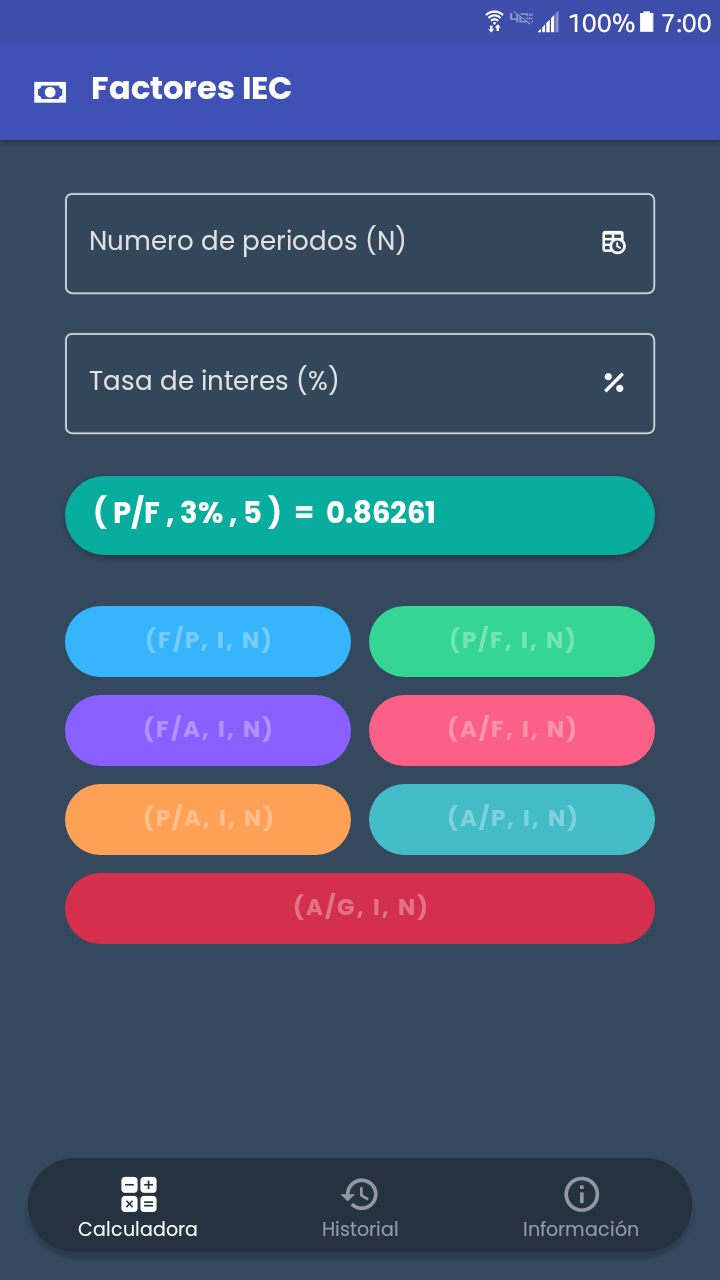 100% 7:00
Factores IEC
Numero de periodos (N)
Tasa de interes (%)
( P/F , 3% , 5 ) = 0.86261
(F/P, I, N) (P/F, I, N)
(F/A, I, N) (A/F, I, N)
(P/A, I, N) (A/P, I, N)
(A/G, I, N)
Calculadora Historial Información